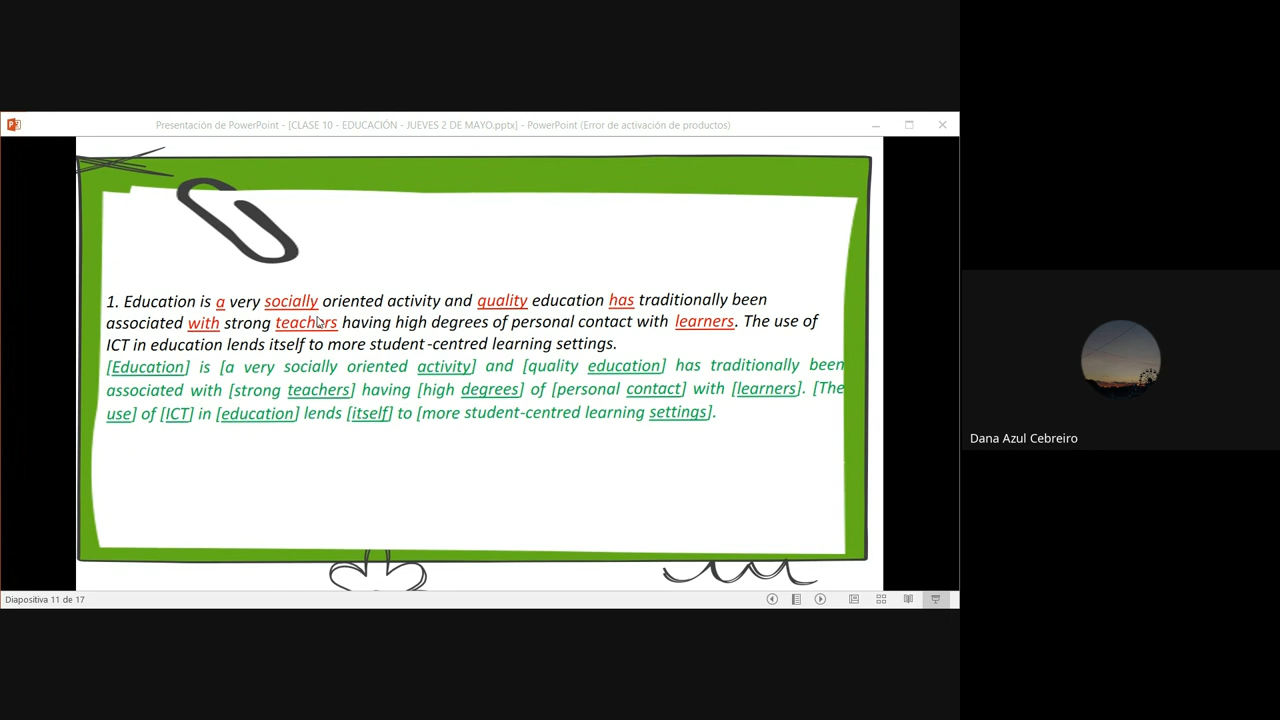 Presentación de PowerPoint - [CLASE 10 - EDUCACIÓN - JUEVES 2 DE MAYO.pptx] - PowerPoint (Error de activación de productos)
1. Education is a very socially oriented activity and quality education has traditionally been
associated with strong teachers having high degrees of personal contact with learners. The use of
ICT in education lends itself to more student-centred learning settings.
[Education] is [a very socially oriented activity] and [quality education] has traditionally been
associated with [strong teachers] having [high degrees] of [personal contact] with [learners]. [The
use] of [ICT] in [education] lends [itself] to [more student-centred learning settings].
Dana Azul Cebreiro
Diapositiva 11 de 17